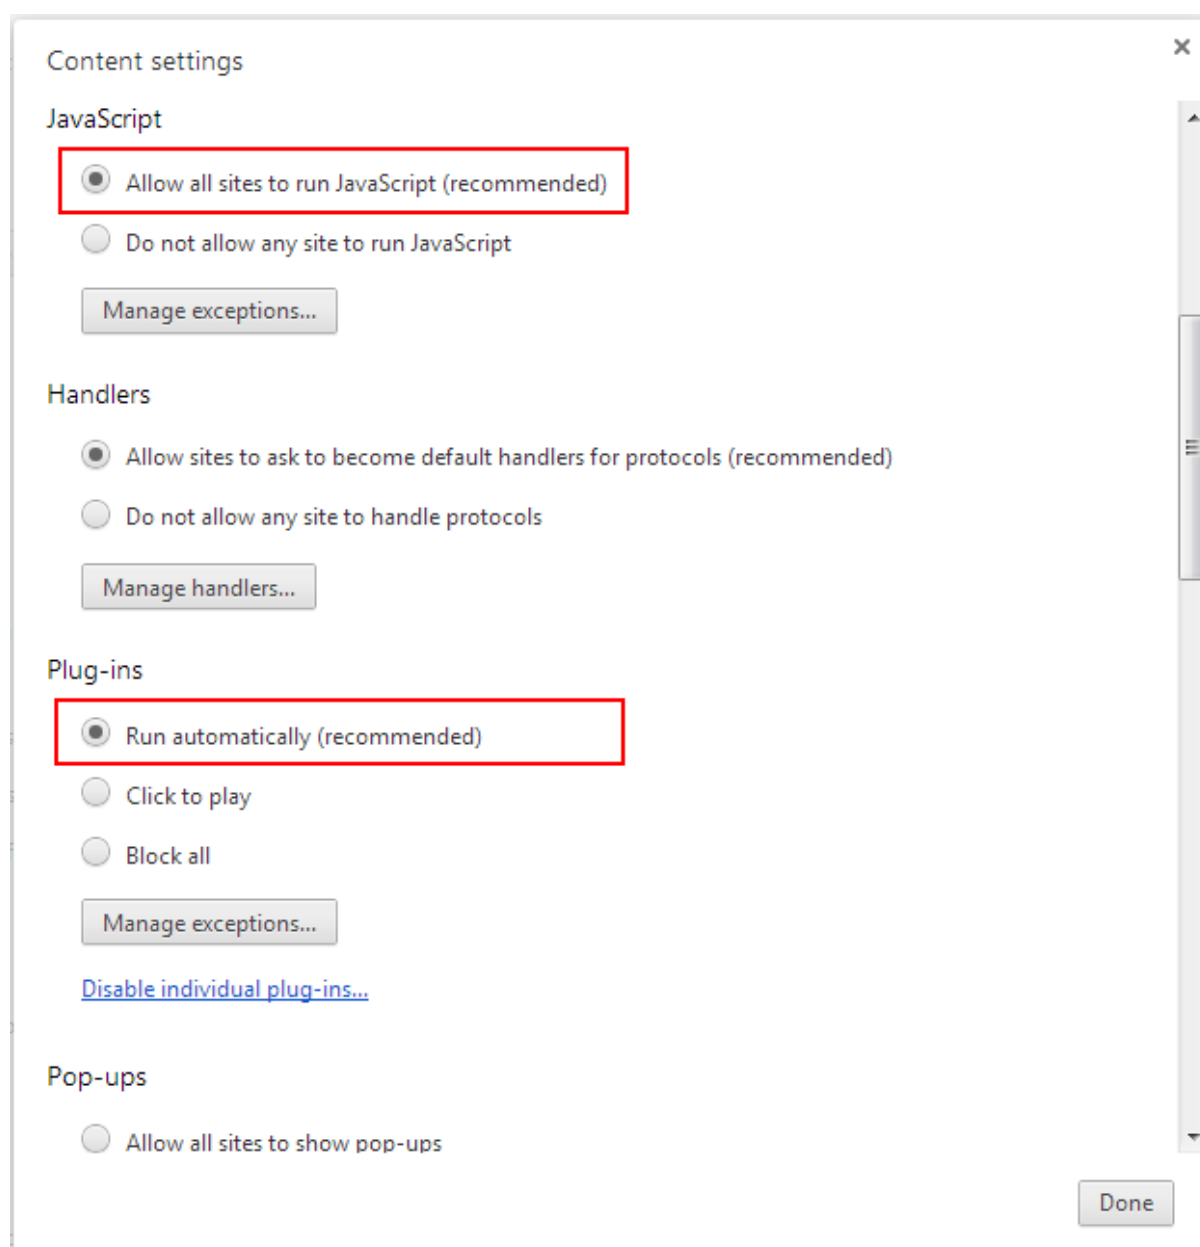 Content settings
JavaScript
Allow all sites to run JavaScript (recommended)
Do not allow any site to run JavaScript
Manage exceptions...
Handlers
Allow sites to ask to become default handlers for protocols (recommended)
Do not allow any site to handle protocols
Manage handlers...
Plug-ins
Run automatically (recommended)
Click to play
Block all
Manage exceptions...
Disable individual plug-ins...
Pop-ups
Allow all sites to show pop-ups
Done